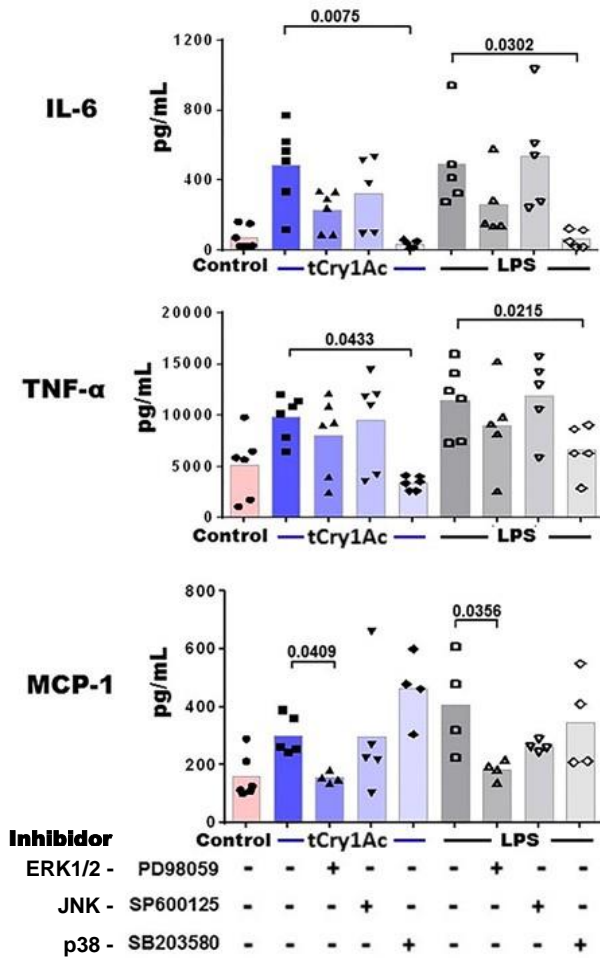 0.0075
0.0302
1200
800
400
0
IL-6
pg/mL
Control tCry1Ac LPS
0.0433
0.0215
20000
15000
10000
5000
0
TNF-α
pg/mL
Control tCry1Ac LPS
0.0409
0.0356
800
600
400
200
0
MCP-1
pg/mL
Control tCry1Ac LPS
Inhibidor
ERK1/2 - PD98059 - - + - - - + - -
JNK - SP600125 - - - + - - - + -
p38 - SB203580 - - - - + - - - +